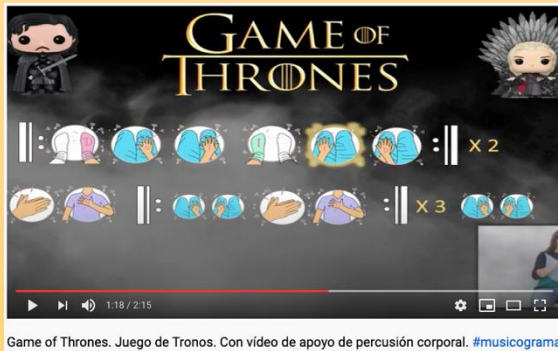 GAME OF
THRONES
X 2
X 3
1:18 / 2:15
Game of Thrones. Juego de Tronos. Con vídeo de apoyo de percusión corporal. #musicograma